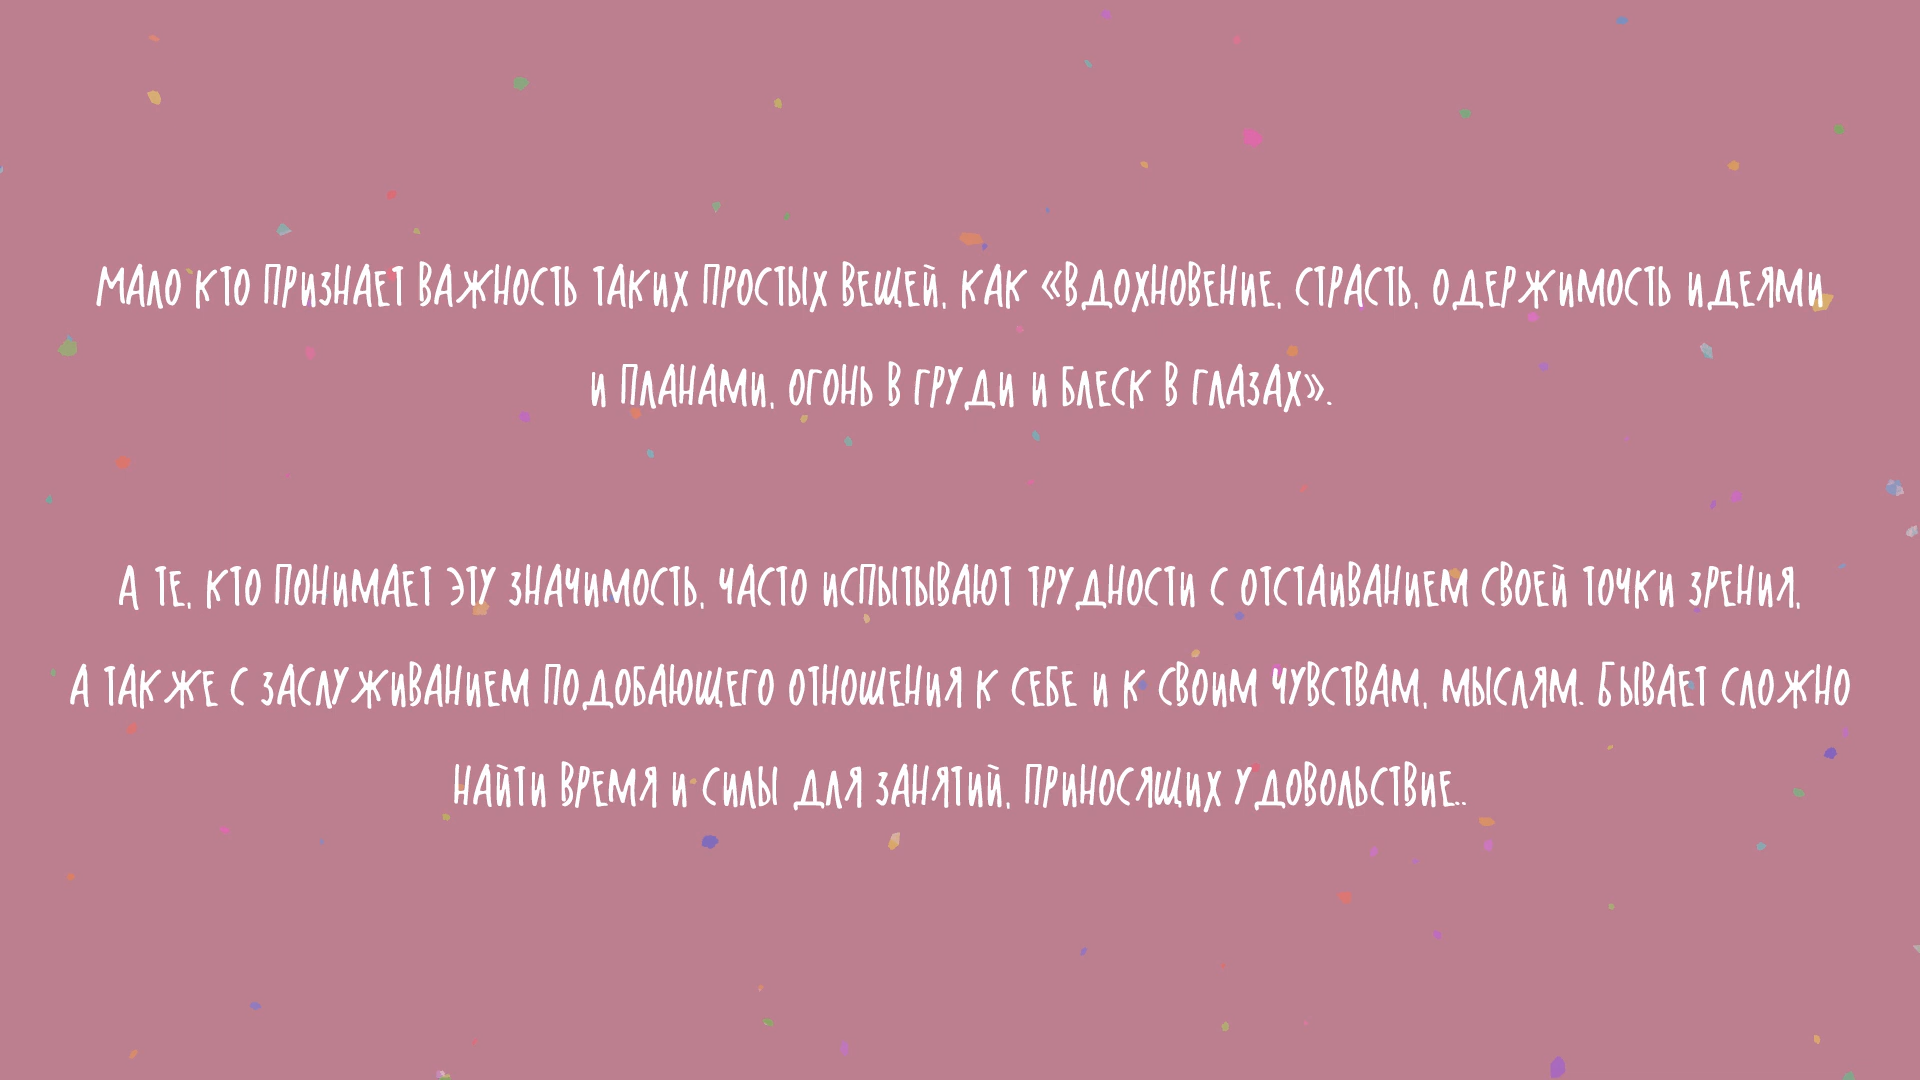 МАЛО КТО ПРИЗНАЕТ ВАЖНОСТЬ ТАКИХ ПРОСТЫХ ВЕЩЕЙ, КАК «ВДОХНОВЕНИЕ, СТРАСТЬ, ОДЕРЖИМОСТЬ ИДЕЯМИ
И ПЛАНАМИ, ОГОНЬ В ГРУДИ И БЛЕСК В ГЛАЗАХ».
А ТЕ, КТО ПОНИМАЕТ ЭТУ ЗНАЧИМОСТЬ, ЧАСТО ИСПЫТЫВАЮТ ТРУДНОСТИ С ОТСТАИВАНИЕМ СВОЕЙ ТОЧКИ ЗРЕНИЯ,
А ТАКЖЕ С ЗАСЛУЖИВАНИЕМ ПОДОБАЮЩЕГО ОТНОШЕНИЯ К СЕБЕ И К СВОИМ ЧУВСТВАМ, МЫСЛЯМ. БЫВАЕТ СЛОЖНО
НАЙТИ ВРЕМЯ И СИЛЫ ДЛЯ ЗАНЯТИЙ, ПРИНОСЯЩИХ УДОВОЛЬСТВИЕ..